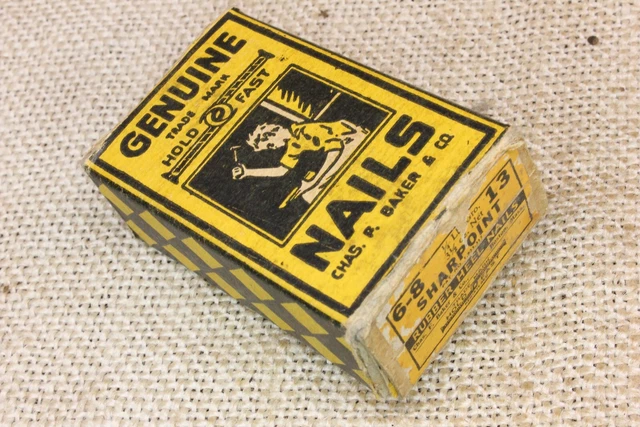 GENUINE
TRADE MARK
HOLD FAST
NAILS
CHAS. P. BAKER & CO.
6-8
13
SHARPOINT
RUBBER HEEL NAILS